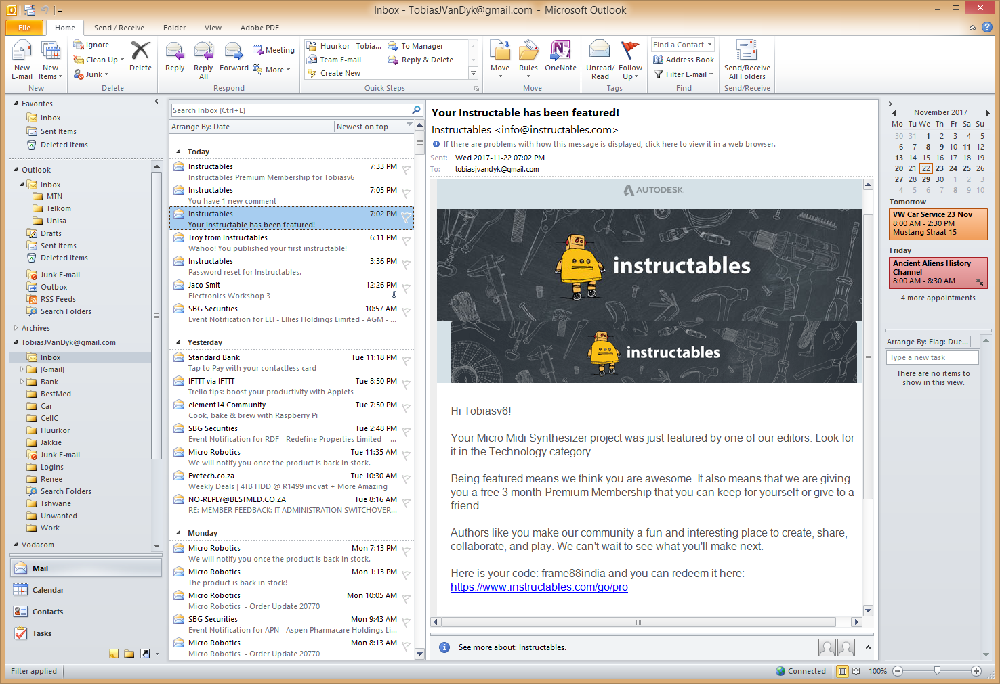 Inbox - TobiasJVanDyk@gmail.com - Microsoft Outlook
File Home Send / Receive Folder View Adobe PDF
New E-mail
New Items
New
Ignore
Clean Up
Junk
Delete
Delete
Reply
Reply All
Forward
Meeting
More
Respond
Huurkor - Tobia...
Team E-mail
Create New
To Manager
Reply & Delete
Quick Steps
Move
Rules
OneNote
Move
Unread/ Read
Follow Up
Tags
Find a Contact
Address Book
Filter E-mail
Find
Send/Receive All Folders
Send/Receive
Favorites
Inbox
Sent Items
Deleted Items
Outlook
Inbox
MTN
Telkom
Unisa
Drafts
Sent Items
Deleted Items
Junk E-mail
Outbox
RSS Feeds
Search Folders
Archives
TobiasJVanDyk@gmail.com
Inbox
[Gmail]
Bank
BestMed
Car
CellC
Huurkor
Jakkie
Junk E-mail
Logins
Renee
Search Folders
Tshwane
Unwanted
Work
Vodacom
Mail
Calendar
Contacts
Tasks
Search Inbox (Ctrl+E)
Arrange By: Date Newest on top
Today
Instructables 7:33 PM
Instructables Premium Membership for Tobiasv6
Instructables 7:05 PM
You have 1 new comment
Instructables 7:02 PM
Your Instructable has been featured!
Troy from Instructables 6:11 PM
Wahoo! You published your first instructable!
Instructables 3:36 PM
Password reset for Instructables.
Jaco Smit 12:26 PM
Electronics Workshop 3
SBG Securities 10:57 AM
Event Notification for ELI - Ellies Holdings Limited - AGM - ...
Yesterday
Standard Bank Tue 11:18 PM
Tap to Pay with your contactless card
IFTTT via IFTTT Tue 8:50 PM
Trello tips: boost your productivity with Applets
element14 Community Tue 7:50 PM
Cook, bake & brew with Raspberry Pi
SBG Securities Tue 2:48 PM
Event Notification for RDF - Redefine Properties Limited - ...
Micro Robotics Tue 11:35 AM
We will notify you once the product is back in stock.
Evetech.co.za Tue 10:30 AM
Weekly Deals | 4TB HDD @ R1499 inc vat + More Amazing
NO-REPLY@BESTMED.CO.ZA Tue 8:16 AM
RE: MEMBER FEEDBACK: IT ADMINISTRATION SWITCHOVER...
Monday
Micro Robotics Mon 7:13 PM
We will notify you once the product is back in stock.
Micro Robotics Mon 1:13 PM
The product is back in stock!
Micro Robotics Mon 10:05 AM
Micro Robotics - Order Update 20770
SBG Securities Mon 9:43 AM
Event Notification for APN - Aspen Pharmacare Holdings Li...
Micro Robotics Mon 8:13 AM
Micro Robotics - Order Update 20770
Your Instructable has been featured!
Instructables <info@instructables.com>
If there are problems with how this message is displayed, click here to view it in a web browser.
Sent: Wed 2017-11-22 07:02 PM
To: tobiasjvandyk@gmail.com
AUTODESK.
instructables
instructables
Hi Tobiasv6!
Your Micro Midi Synthesizer project was just featured by one of our editors. Look for
it in the Technology category.
Being featured means we think you are awesome. It also means that we are giving
you a free 3 month Premium Membership that you can keep for yourself or give to a
friend.
Authors like you make our community a fun and interesting place to create, share,
collaborate, and play. We can't wait to see what you'll make next.
Here is your code: frame88india and you can redeem it here:
https://www.instructables.com/go/pro
See more about: Instructables.
November 2017
Mo Tu We Th Fr Sa Su
30 31 1 2 3 4 5
6 7 8 9 10 11 12
13 14 15 16 17 18 19
20 21 22 23 24 25 26
27 28 29 30 1 2 3
4 5 6 7 8 9 10
Tomorrow
VW Car Service 23 Nov
8:00 AM - 2:30 PM
Mustang Straat 15
Friday
Ancient Aliens History
Channel
8:00 AM - 8:30 AM
4 more appointments
Arrange By: Flag: Due...
Type a new task
There are no items to
show in this view.
Filter applied
Connected 100%